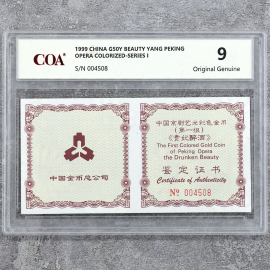 COA
1999 CHINA G50Y BEAUTY YANG PEKING
OPERA COLORIZED-SERIES I
S/N 004508
9
Original Genuine
中国金币总公司
中国京剧艺术彩色金币
(第一组)
《贵妃醉酒》
The First Colored Gold Coin
of Peking Opera
the Drunken Beauty
鉴定证书
Certificate of Authenticity
№ 004508